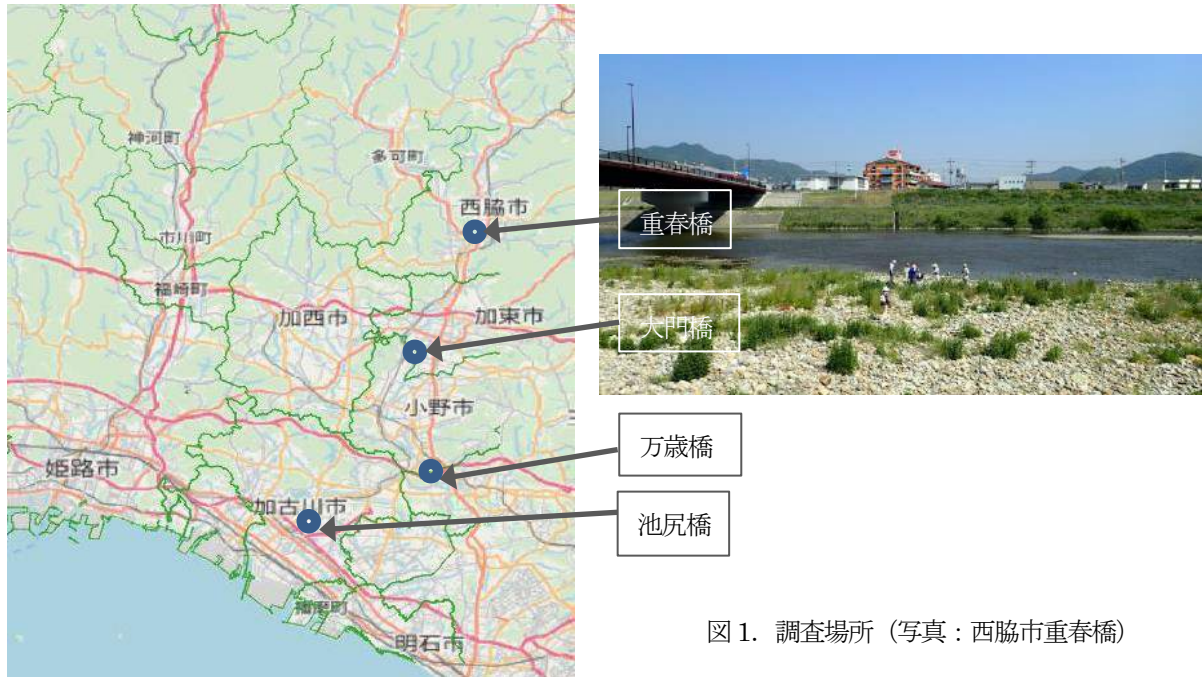 神河町
多可町
西脇市
市川町
福崎町
加西市
加東市
小野市
姫路市
加古川市
播磨町
明石市
重春橋
大門橋
万歳橋
池尻橋
図 1. 調査場所（写真：西脇市重春橋）